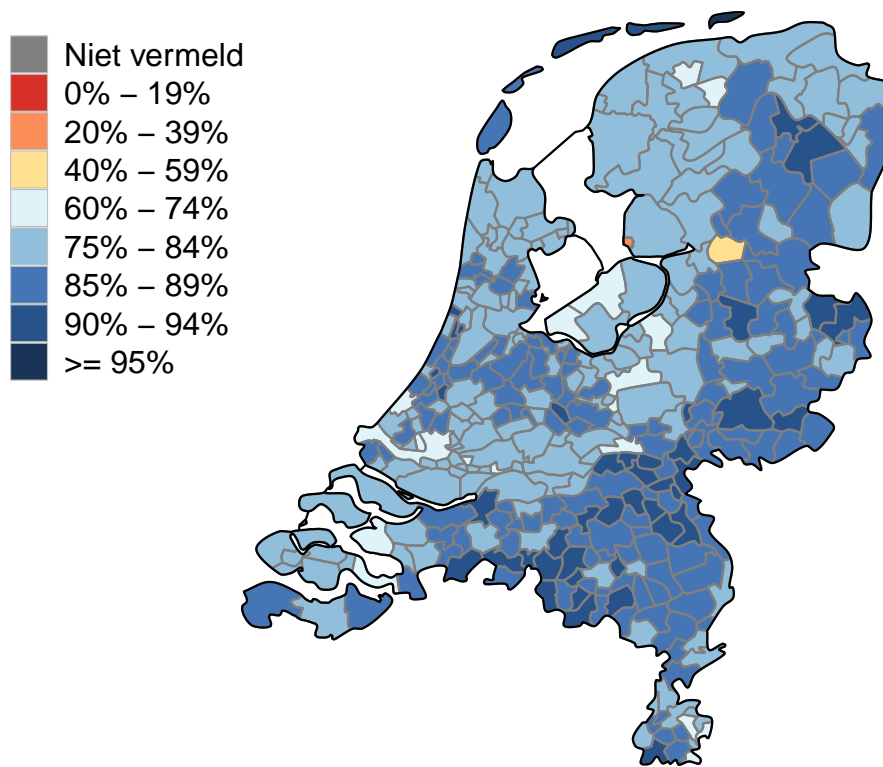 Niet vermeld
0% – 19%
20% – 39%
40% – 59%
60% – 74%
75% – 84%
85% – 89%
90% – 94%
>= 95%